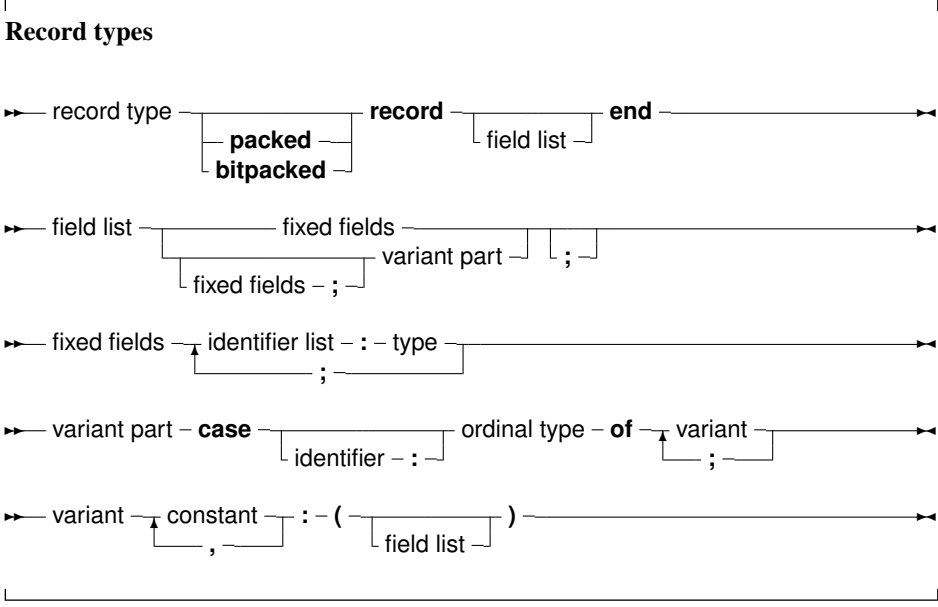 Record types
record type record end
packed field list
bitpacked
field list fixed fields
variant part ;
fixed fields – ;
fixed fields identifier list – : – type
;
variant part – case ordinal type – of variant
identifier – : ;
variant constant : – ( )
, field list